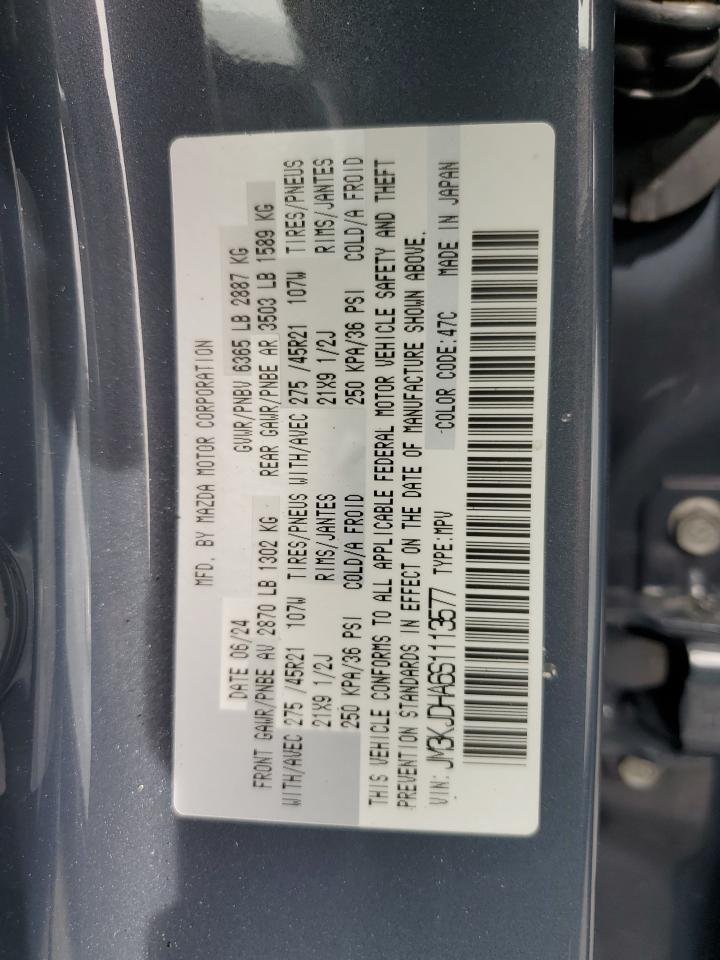 MFD. BY MAZDA MOTOR CORPORATION
DATE 06/24 GVWR/PNBV 6365 LB 2887 KG
FRONT GAWR/PNBE AV 2870 LB 1302 KG REAR GAWR/PNBE AR 3503 LB 1589 KG
WITH/AVEC 275 /45R21 107W TIRES/PNEUS WITH/AVEC 275 /45R21 107W TIRES/PNEUS
21X9 1/2J RIMS/JANTES 21X9 1/2J RIMS/JANTES
250 KPA/36 PSI COLD/A FROID 250 KPA/36 PSI COLD/A FROID
THIS VEHICLE CONFORMS TO ALL APPLICABLE FEDERAL MOTOR VEHICLE SAFETY AND THEFT
PREVENTION STANDARDS IN EFFECT ON THE DATE OF MANUFACTURE SHOWN ABOVE.
VIN: JM3KJDHA6S1113577 TYPE:MPV COLOR CODE:47C MADE IN JAPAN